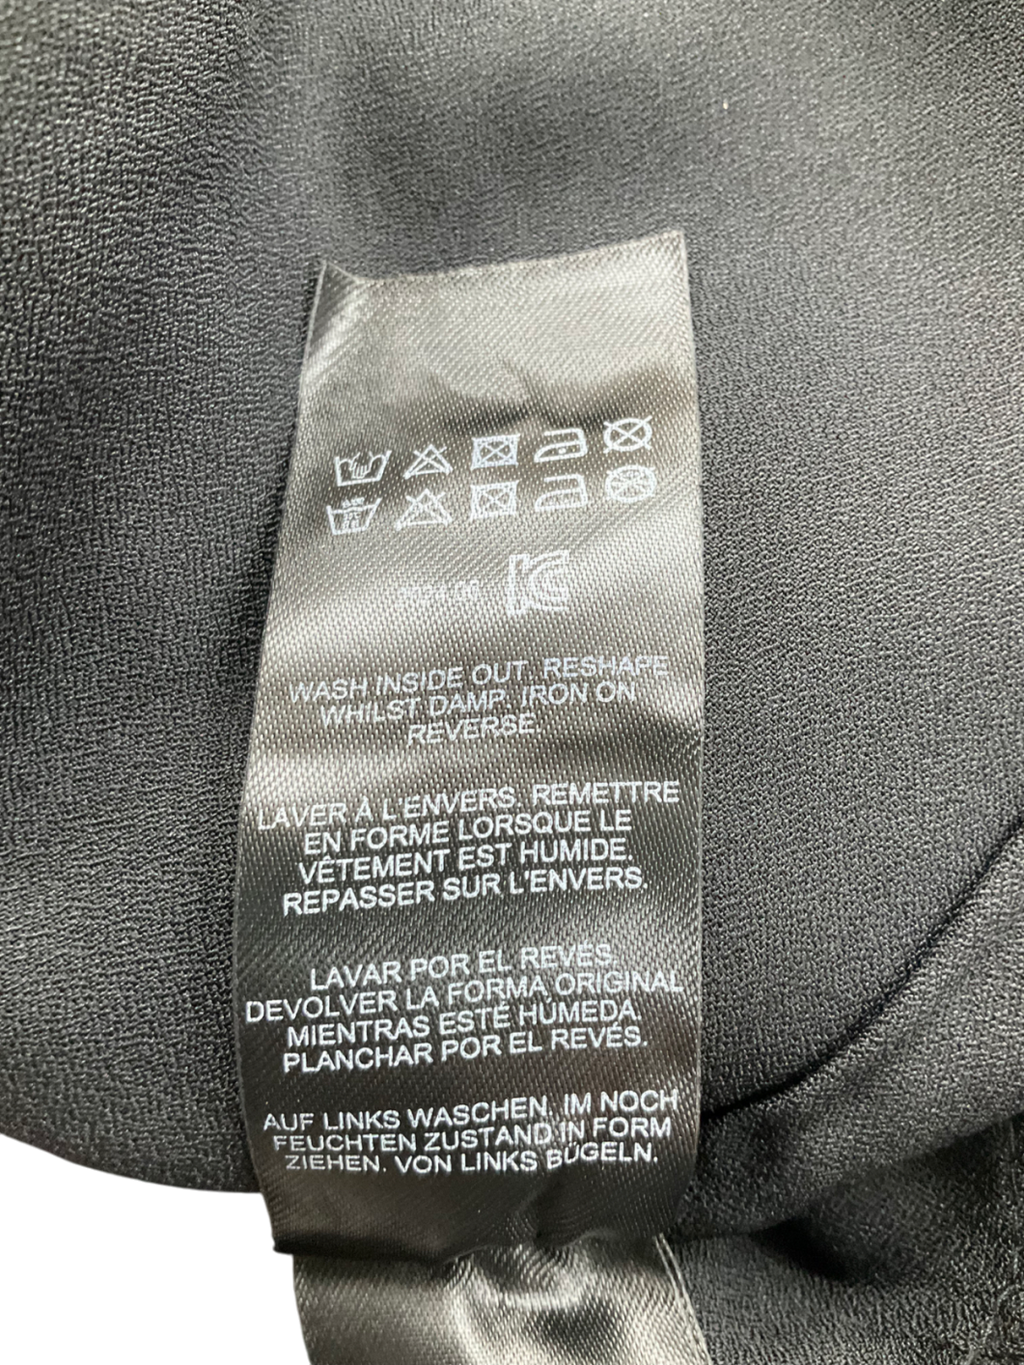 WASH INSIDE OUT. RESHAPE
WHILST DAMP. IRON ON
REVERSE
LAVER À L'ENVERS. REMETTRE
EN FORME LORSQUE LE
VÊTEMENT EST HUMIDE.
REPASSER SUR L'ENVERS.
LAVAR POR EL REVÉS.
DEVOLVER LA FORMA ORIGINAL
MIENTRAS ESTÉ HÚMEDA.
PLANCHAR POR EL REVÉS.
AUF LINKS WASCHEN. IM NOCH
FEUCHTEN ZUSTAND IN FORM
ZIEHEN. VON LINKS BÜGELN.